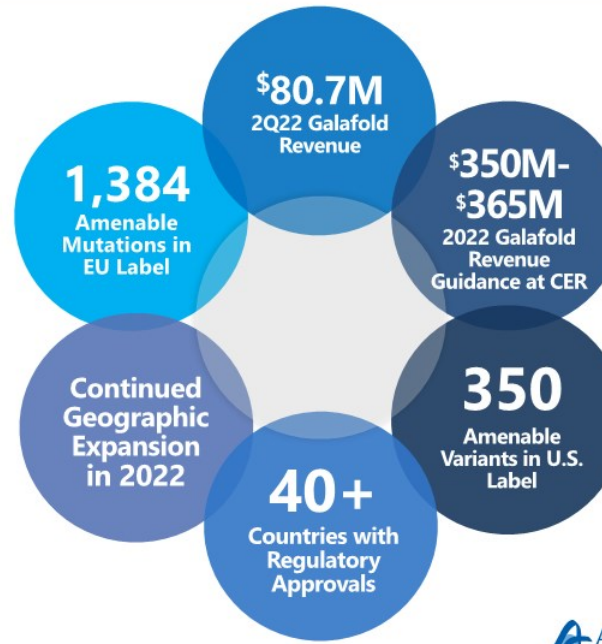 $80.7M
2Q22 Galafold
Revenue
$350M-
$365M
2022 Galafold
Revenue
Guidance at CER
350
Amenable
Variants in U.S.
Label
40+
Countries with
Regulatory
Approvals
Continued
Geographic
Expansion
in 2022
1,384
Amenable
Mutations in
EU Label